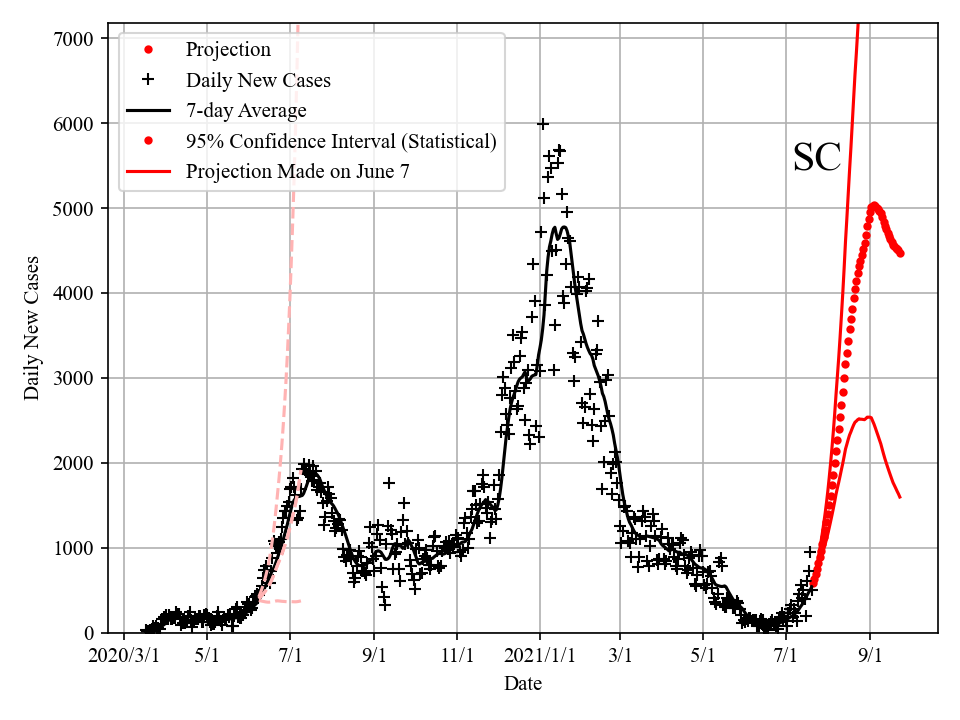 7000
6000
5000
4000
3000
2000
1000
0
Daily New Cases
Projection
Daily New Cases
7-day Average
95% Confidence Interval (Statistical)
Projection Made on June 7
SC
2020/3/1 5/1 7/1 9/1 11/1 2021/1/1 3/1 5/1 7/1 9/1
Date